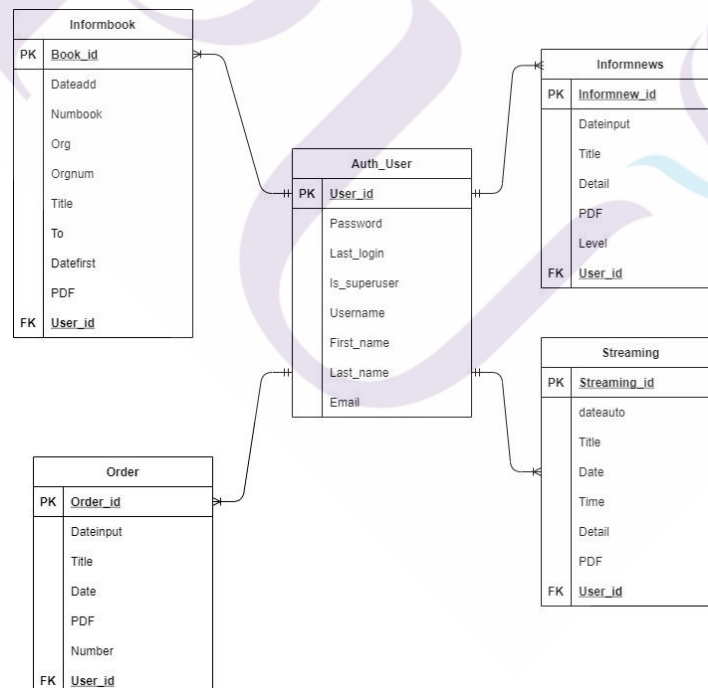 Informbook
PK Book_id
Dateadd
Numbook
Org
Orgnum
Title
To
Datefirst
PDF
FK User_id
Auth_User
PK User_id
Password
Last_login
Is_superuser
Username
First_name
Last_name
Email
Informnews
PK Informnew_id
Dateinput
Title
Detail
PDF
Level
FK User_id
Order
PK Order_id
Dateinput
Title
Date
PDF
Number
FK User_id
Streaming
PK Streaming_id
dateauto
Title
Date
Time
Detail
PDF
FK User_id